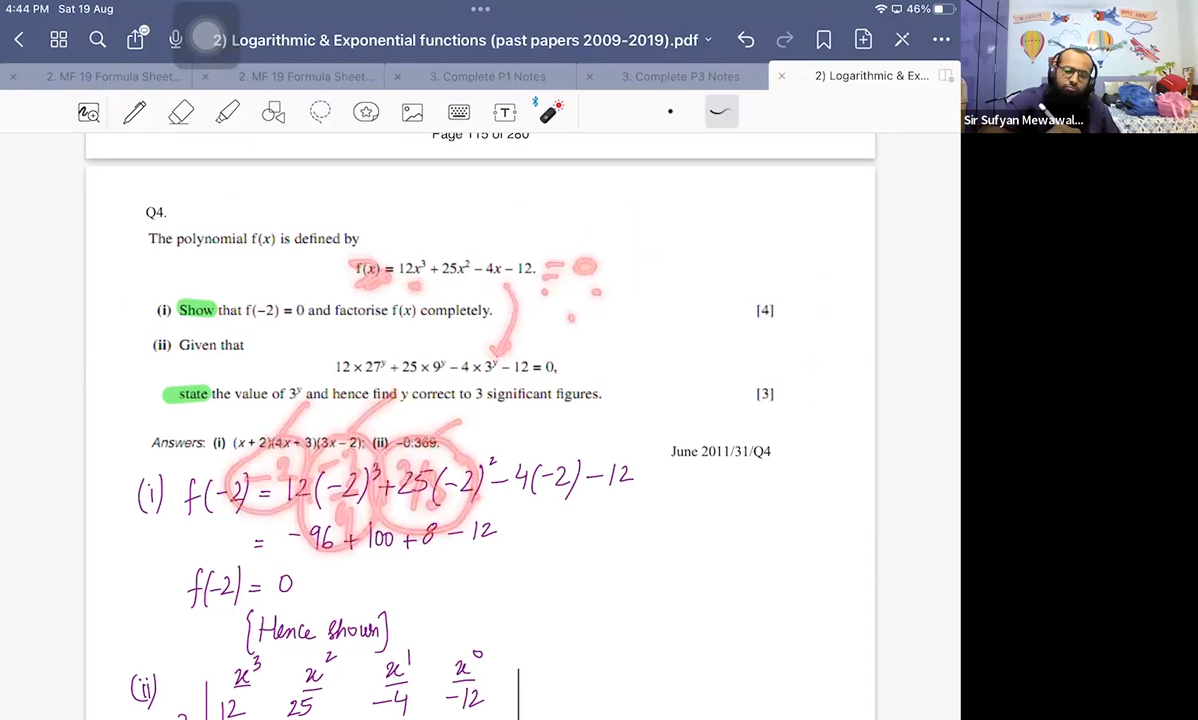 4:44 PM Sat 19 Aug
46%
2) Logarithmic & Exponential functions (past papers 2009-2019).pdf
2. MF 19 Formula Sheet...
2. MF 19 Formula Sheet...
3. Complete P1 Notes
3. Complete P3 Notes
2) Logarithmic & Ex...
Sir Sufyan Mewawal...
Page 115 of 280
Q4.
The polynomial f(x) is defined by
f(x) = 12x³ + 25x² − 4x − 12. = 0
(i) Show that f(−2) = 0 and factorise f(x) completely. [4]
(ii) Given that
12 × 27ʸ + 25 × 9ʸ − 4 × 3ʸ − 12 = 0,
state the value of 3ʸ and hence find y correct to 3 significant figures. [3]
Answers: (i) (x + 2)(4x + 3)(3x − 2); (ii) −0.369.
June 2011/31/Q4
(i) f(-2) = 12(-2)³ + 25(-2)² - 4(-2) - 12
= - 96 + 100 + 8 - 12
f(-2) = 0
[Hence shown]
(ii) x³ x² x¹ x⁰
12 25 -4 -12